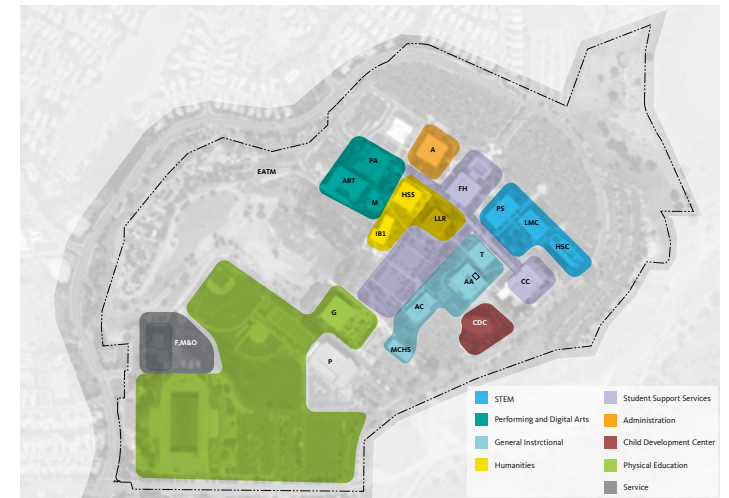 A
PA
EATM
ART
FH
HSS
M
PS
LLR
LMC
IB1
HSC
T
AA
CC
AC
G
CDC
F,M&O
MCHS
P
STEM
Performing and Digital Arts
General Instrctional
Humanities
Student Support Services
Administration
Child Development Center
Physical Education
Service